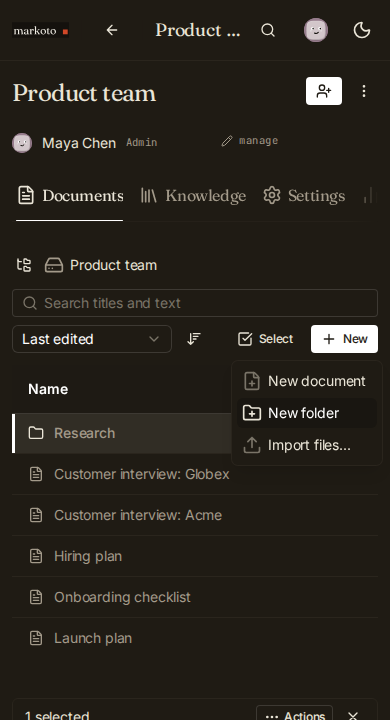 markoto
Product ...
Product team
Maya Chen Admin manage
Documents Knowledge Settings
Product team
Search titles and text
Last edited Select New
New document
New folder
Import files...
Name
Research
Customer interview: Globex
Customer interview: Acme
Hiring plan
Onboarding checklist
Launch plan
1 selected Actions